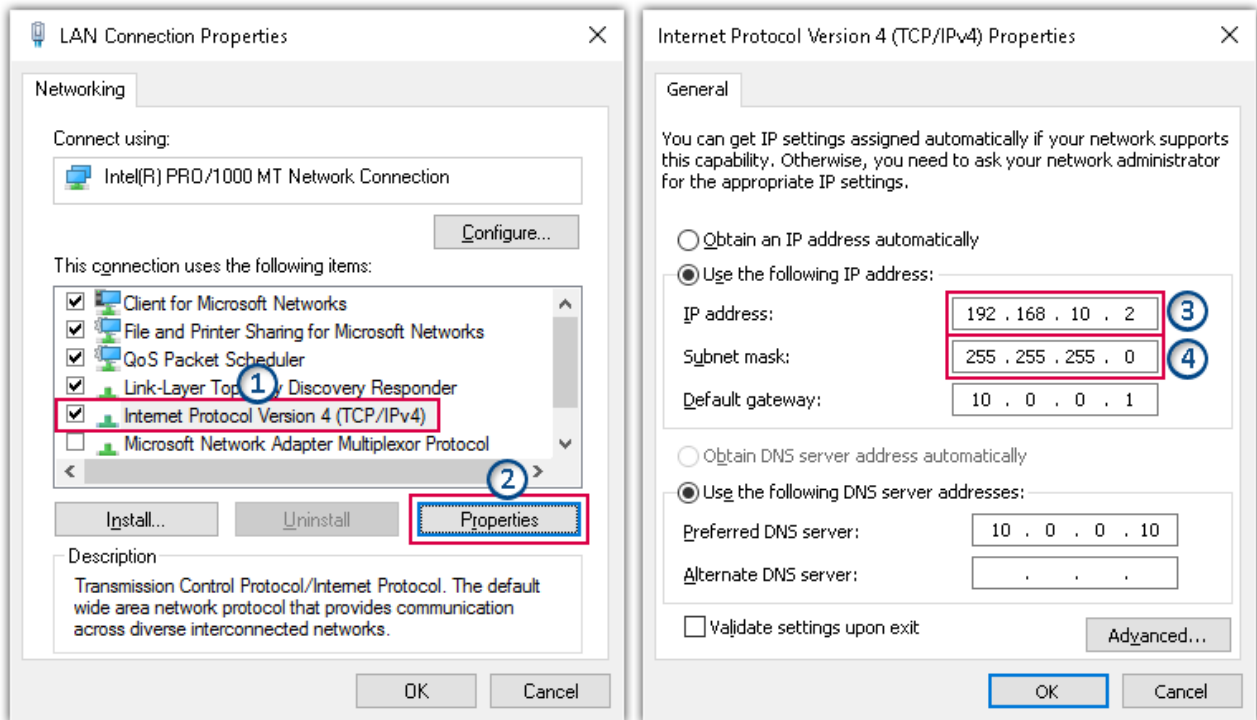 LAN Connection Properties
Networking
Connect using:
Intel(R) PRO/1000 MT Network Connection
Configure...
This connection uses the following items:
Client for Microsoft Networks
File and Printer Sharing for Microsoft Networks
QoS Packet Scheduler
1
Link-Layer Top y Discovery Responder
Internet Protocol Version 4 (TCP/IPv4)
Microsoft Network Adapter Multiplexor Protocol
2
Install...
Uninstall
Properties
Description
Transmission Control Protocol/Internet Protocol. The default
wide area network protocol that provides communication
across diverse interconnected networks.
OK
Cancel
Internet Protocol Version 4 (TCP/IPv4) Properties
General
You can get IP settings assigned automatically if your network supports
this capability. Otherwise, you need to ask your network administrator
for the appropriate IP settings.
Obtain an IP address automatically
Use the following IP address:
IP address:
192 . 168 . 10 . 2
3
Subnet mask:
255 . 255 . 255 . 0
4
Default gateway:
10 . 0 . 0 . 1
Obtain DNS server address automatically
Use the following DNS server addresses:
Preferred DNS server:
10 . 0 . 0 . 10
Alternate DNS server:
. . .
Validate settings upon exit
Advanced...
OK
Cancel